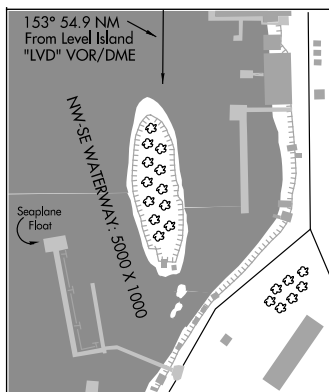 153° 54.9 NM
From Level Island
"LVD" VOR/DME
NW-SE WATERWAY: 5000 X 1000
Seaplane
Float